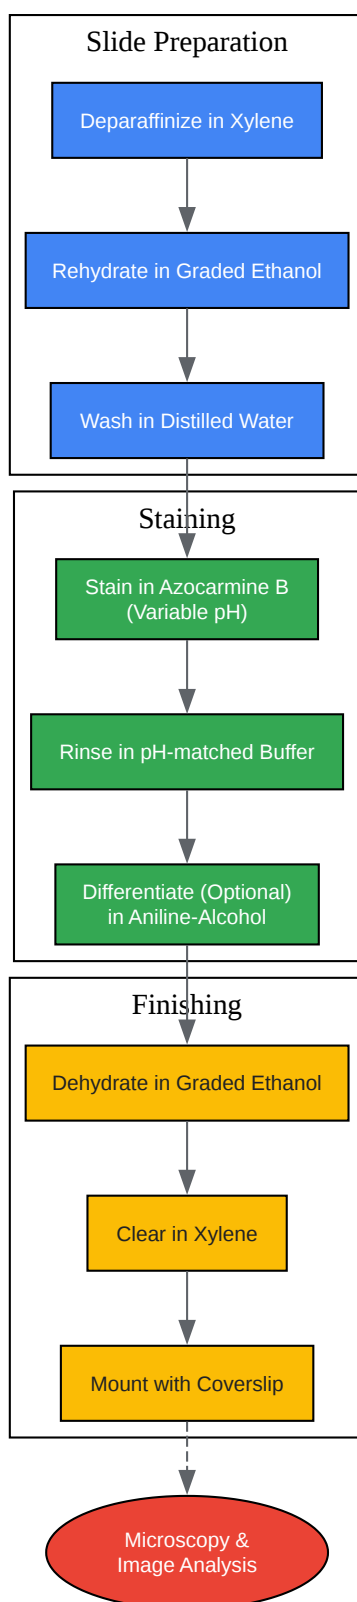 Slide Preparation
Deparaffinize in Xylene
Rehydrate in Graded Ethanol
Wash in Distilled Water
Staining
Stain in Azocarmine B
(Variable pH)
Rinse in pH-matched Buffer
Differentiate (Optional)
in Aniline-Alcohol
Finishing
Dehydrate in Graded Ethanol
Clear in Xylene
Mount with Coverslip
Microscopy &
Image Analysis